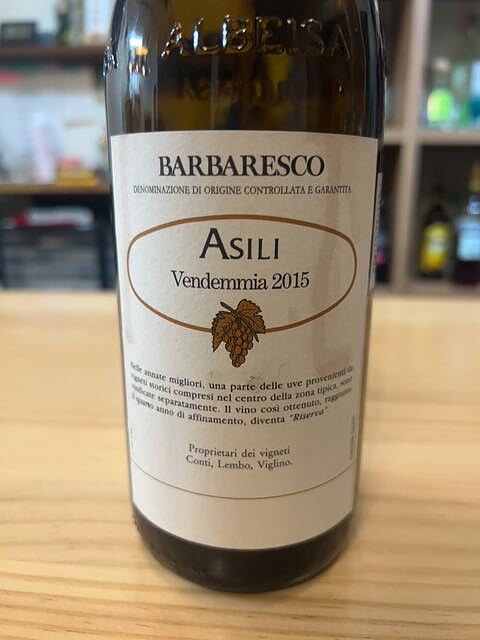 ALBEISA
BARBARESCO
DENOMINAZIONE DI ORIGINE CONTROLLATA E GARANTITA
ASILI
Vendemmia 2015
Nelle annate migliori, una parte delle uve provenienti da
vigneti storici compresi nel centro della zona tipica, sono
vinificate separatamente. Il vino così ottenuto, raggiunto
il quarto anno di affinamento, diventa "Riserva".
Proprietari dei vigneti
Conti, Lembo, Viglino.